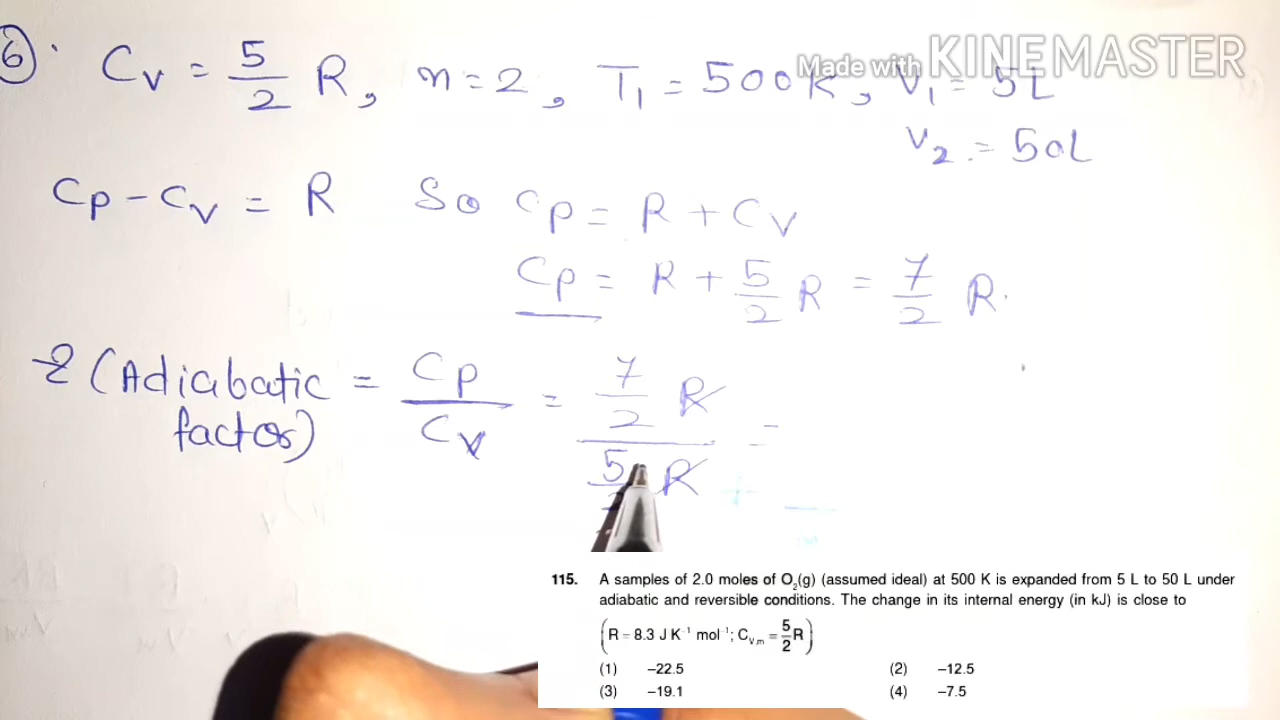 6. Cv = 5/2 R, n = 2, T1 = 500K, V1 = 5L
Made with KINEMASTER
V2 = 50L
Cp - Cv = R So Cp = R + Cv
Cp = R + 5/2 R = 7/2 R.
(Adiabatic factor) = Cp/Cv = 7/2 R / 5/2 R =
115. A samples of 2.0 moles of O2(g) (assumed ideal) at 500 K is expanded from 5 L to 50 L under
adiabatic and reversible conditions. The change in its internal energy (in kJ) is close to
(R = 8.3 J K⁻¹ mol⁻¹; Cv,m = 5/2 R)
(1) –22.5 (2) –12.5
(3) –19.1 (4) –7.5